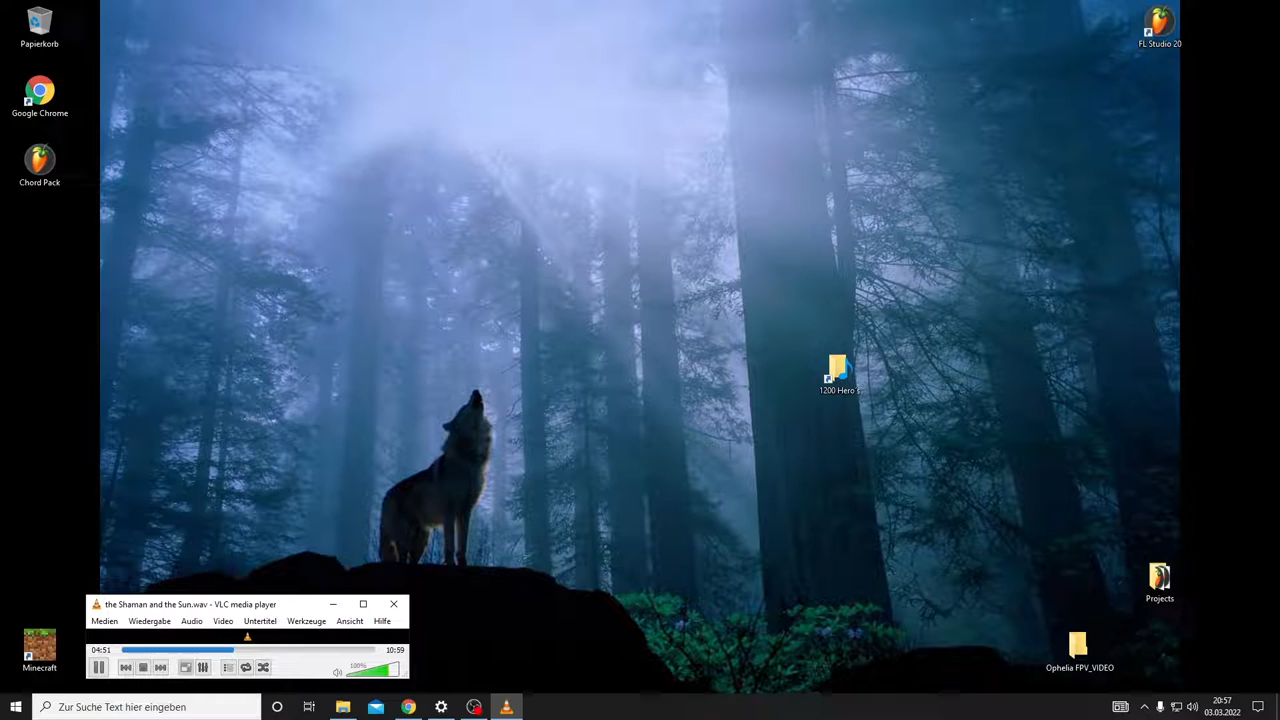 Papierkorb
FL Studio 20
Google Chrome
Chord Pack
1200 Hero's
Projects
Minecraft
Ophelia FPV_VIDEO
the Shaman and the Sun.wav - VLC media player
Medien Wiedergabe Audio Video Untertitel Werkzeuge Ansicht Hilfe
04:51 10:59
100%
Zur Suche Text hier eingeben
20:57
03.03.2022